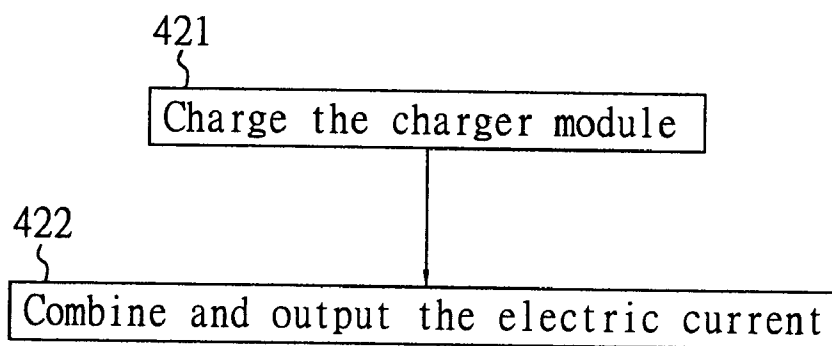 421
Charge the charger module
422
Combine and output the electric current